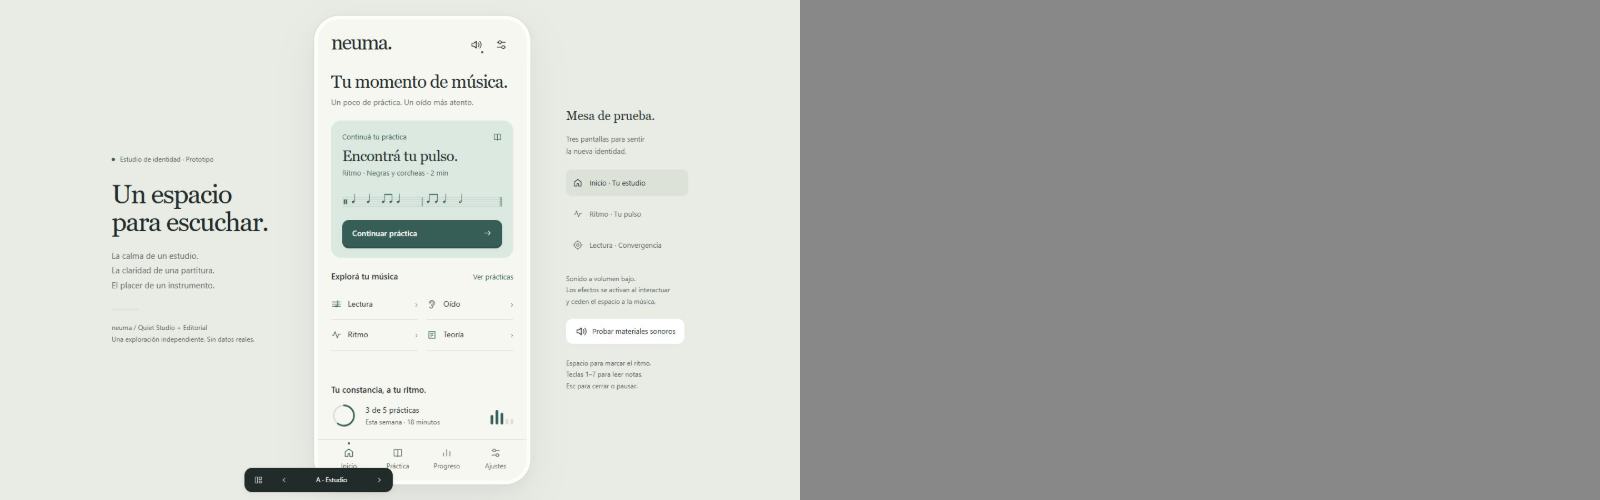 Estudio de identidad · Prototipo
Un espacio
para escuchar.
La calma de un estudio.
La claridad de una partitura.
El placer de un instrumento.
neuma / Quiet Studio + Editorial
Una exploración independiente. Sin datos reales.
neuma.
Tu momento de música.
Un poco de práctica. Un oído más atento.
Continuá tu práctica
Encontrá tu pulso.
Ritmo · Negras y corcheas · 2 min
Continuar práctica
Explorá tu música
Ver prácticas
Lectura
Oído
Ritmo
Teoría
Tu constancia, a tu ritmo.
3 de 5 prácticas
Esta semana · 18 minutos
Inicio
Práctica
Progreso
Ajustes
A · Estudio
Mesa de prueba.
Tres pantallas para sentir
la nueva identidad.
Inicio · Tu estudio
Ritmo · Tu pulso
Lectura · Convergencia
Sonido a volumen bajo.
Los efectos se activan al interactuar
y ceden el espacio a la música.
Probar materiales sonoros
Espacio para marcar el ritmo.
Teclas 1–7 para leer notas.
Esc para cerrar o pausar.